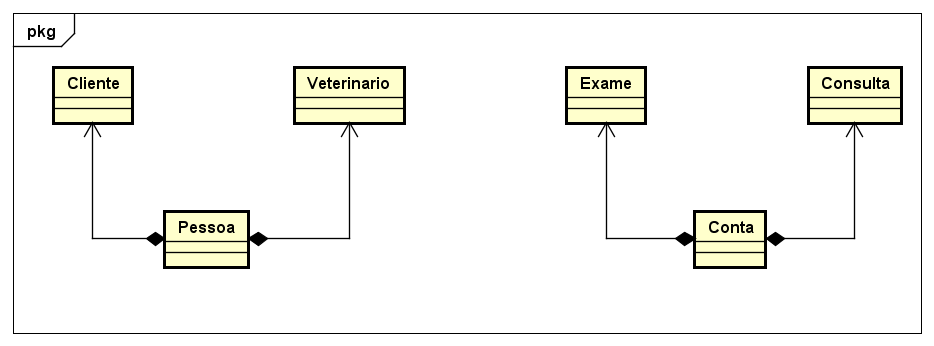 pkg
Cliente
Veterinario
Exame
Consulta
Pessoa
Conta